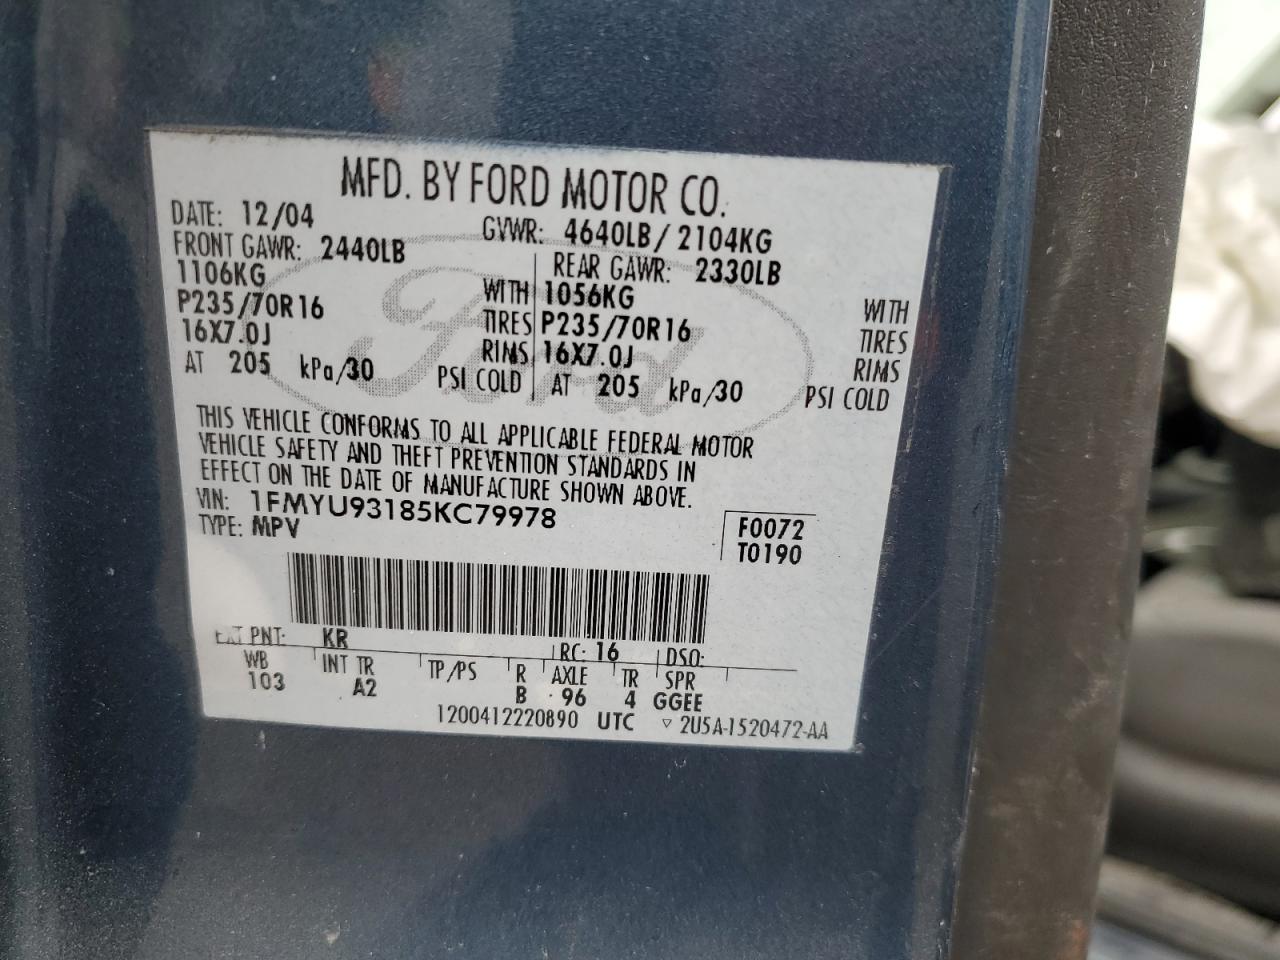 MFD. BY FORD MOTOR CO.
DATE: 12/04 GVWR: 4640LB / 2104KG
FRONT GAWR: 2440LB REAR GAWR: 2330LB
1106KG WITH 1056KG WITH
P235/70R16 TIRES P235/70R16 TIRES
16X7.0J RIMS 16X7.0J RIMS
AT 205 kPa/30 PSI COLD AT 205 kPa/30 PSI COLD
Ford
THIS VEHICLE CONFORMS TO ALL APPLICABLE FEDERAL MOTOR
VEHICLE SAFETY AND THEFT PREVENTION STANDARDS IN
EFFECT ON THE DATE OF MANUFACTURE SHOWN ABOVE.
VIN: 1FMYU93185KC79978
TYPE: MPV
F0072
T0190
EXT PNT: KR RC: 16 DSO:
WB INT TR TP/PS R AXLE TR SPR
103 A2 B 96 4 GGEE
1200412220890 UTC ▽ 2U5A-1520472-AA